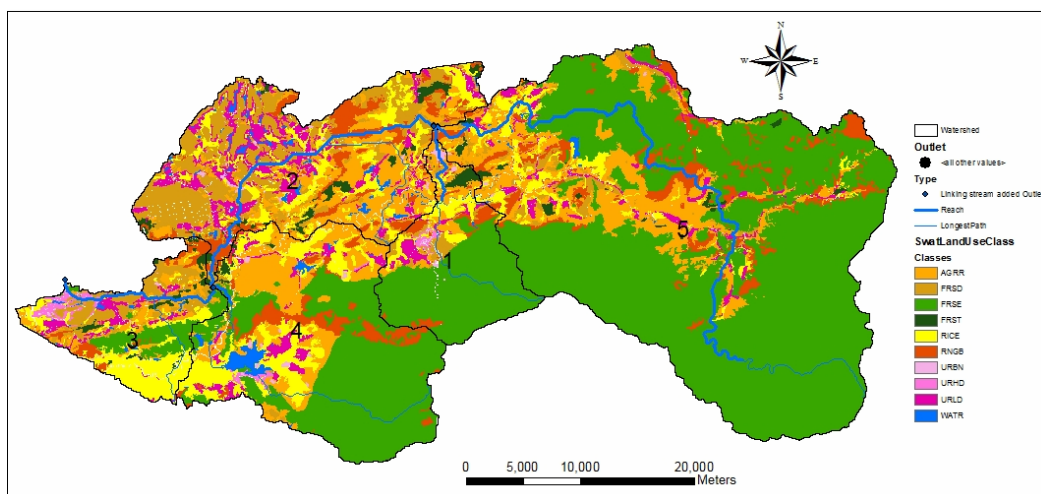 N
W E
S
2
1
5
4
3
Watershed
Outlet
<all other values>
Type
Linking stream added Outle
Reach
LongestPath
SwatLandUseClass
Classes
AGRR
FRSD
FRSE
FRST
RICE
RNGB
URBN
URHD
URLD
WATR
0 5,000 10,000 20,000
Meters